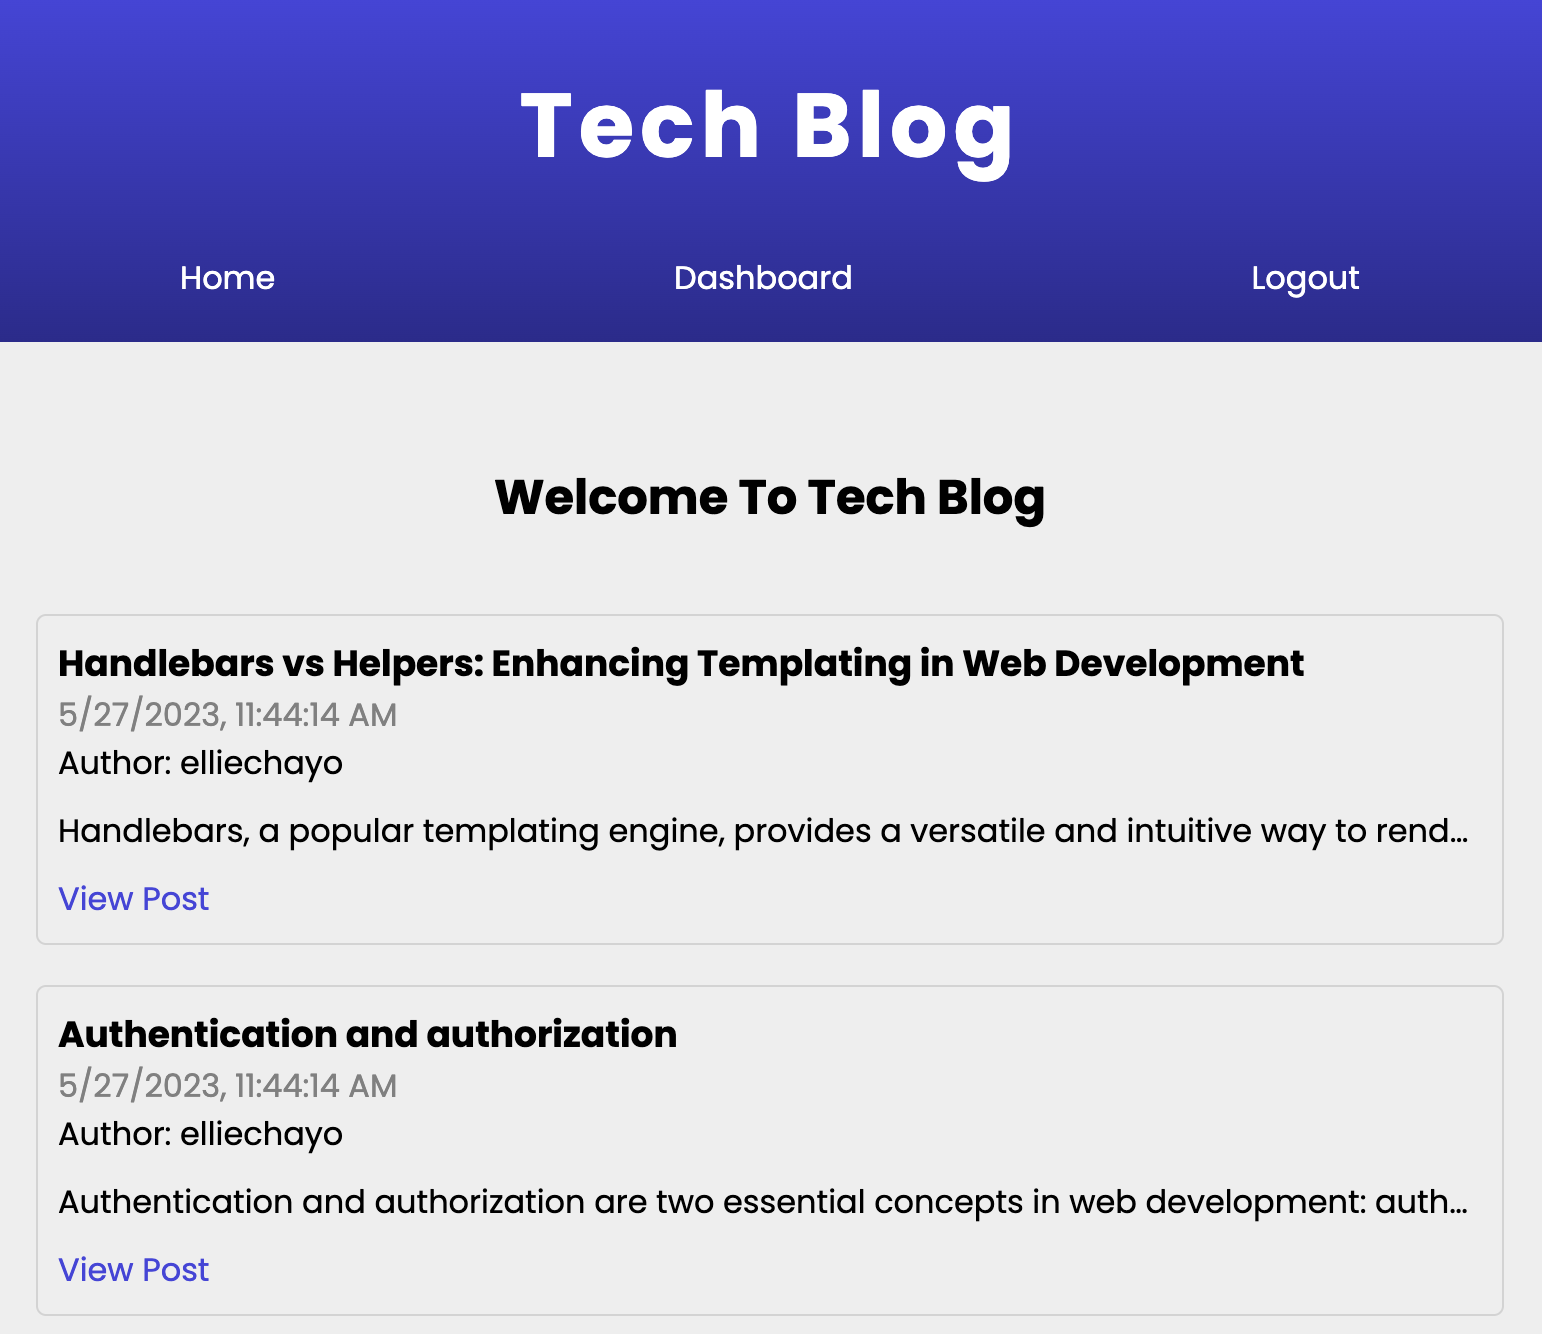 Tech Blog
Home Dashboard Logout
Welcome To Tech Blog
Handlebars vs Helpers: Enhancing Templating in Web Development
5/27/2023, 11:44:14 AM
Author: elliechayo
Handlebars, a popular templating engine, provides a versatile and intuitive way to rend...
View Post
Authentication and authorization
5/27/2023, 11:44:14 AM
Author: elliechayo
Authentication and authorization are two essential concepts in web development: auth...
View Post